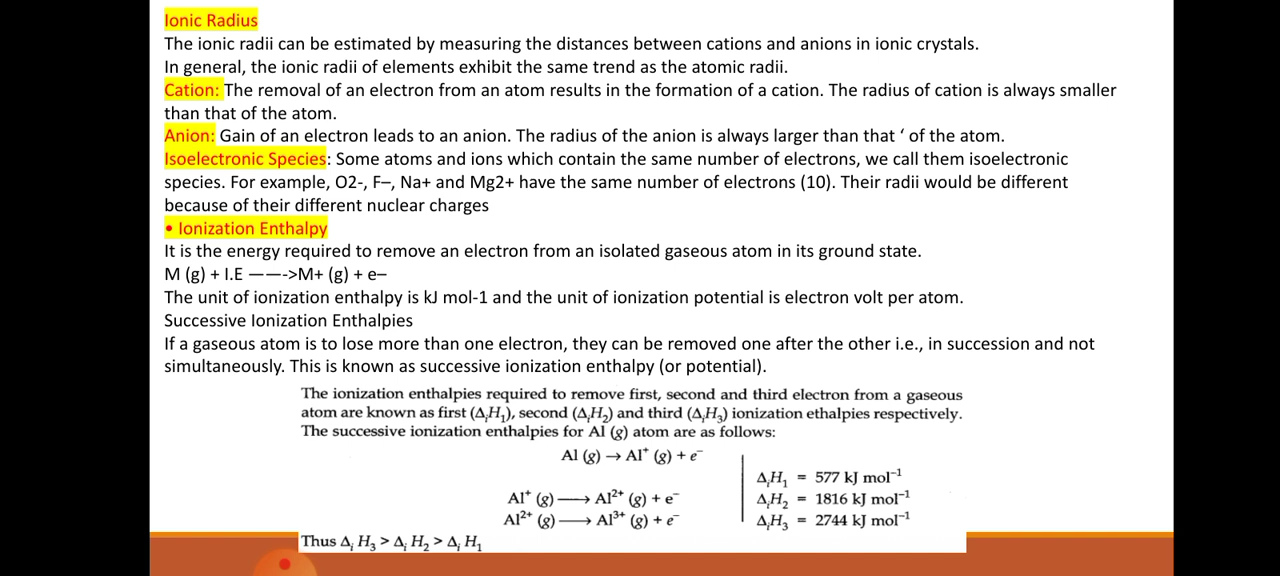 Ionic Radius
The ionic radii can be estimated by measuring the distances between cations and anions in ionic crystals.
In general, the ionic radii of elements exhibit the same trend as the atomic radii.
Cation: The removal of an electron from an atom results in the formation of a cation. The radius of cation is always smaller
than that of the atom.
Anion: Gain of an electron leads to an anion. The radius of the anion is always larger than that ‘ of the atom.
Isoelectronic Species: Some atoms and ions which contain the same number of electrons, we call them isoelectronic
species. For example, O2-, F–, Na+ and Mg2+ have the same number of electrons (10). Their radii would be different
because of their different nuclear charges
• Ionization Enthalpy
It is the energy required to remove an electron from an isolated gaseous atom in its ground state.
M (g) + I.E ——->M+ (g) + e–
The unit of ionization enthalpy is kJ mol-1 and the unit of ionization potential is electron volt per atom.
Successive Ionization Enthalpies
If a gaseous atom is to lose more than one electron, they can be removed one after the other i.e., in succession and not
simultaneously. This is known as successive ionization enthalpy (or potential).
The ionization enthalpies required to remove first, second and third electron from a gaseous
atom are known as first (ΔᵢH₁), second (ΔᵢH₂) and third (ΔᵢH₃) ionization ethalpies respectively.
The successive ionization enthalpies for Al (g) atom are as follows:
Al (g) → Al⁺ (g) + e⁻
ΔᵢH₁ = 577 kJ mol⁻¹
Al⁺ (g) ⟶ Al²⁺ (g) + e⁻
ΔᵢH₂ = 1816 kJ mol⁻¹
Al²⁺ (g) ⟶ Al³⁺ (g) + e⁻
ΔᵢH₃ = 2744 kJ mol⁻¹
Thus Δᵢ H₃ > Δᵢ H₂ > Δᵢ H₁